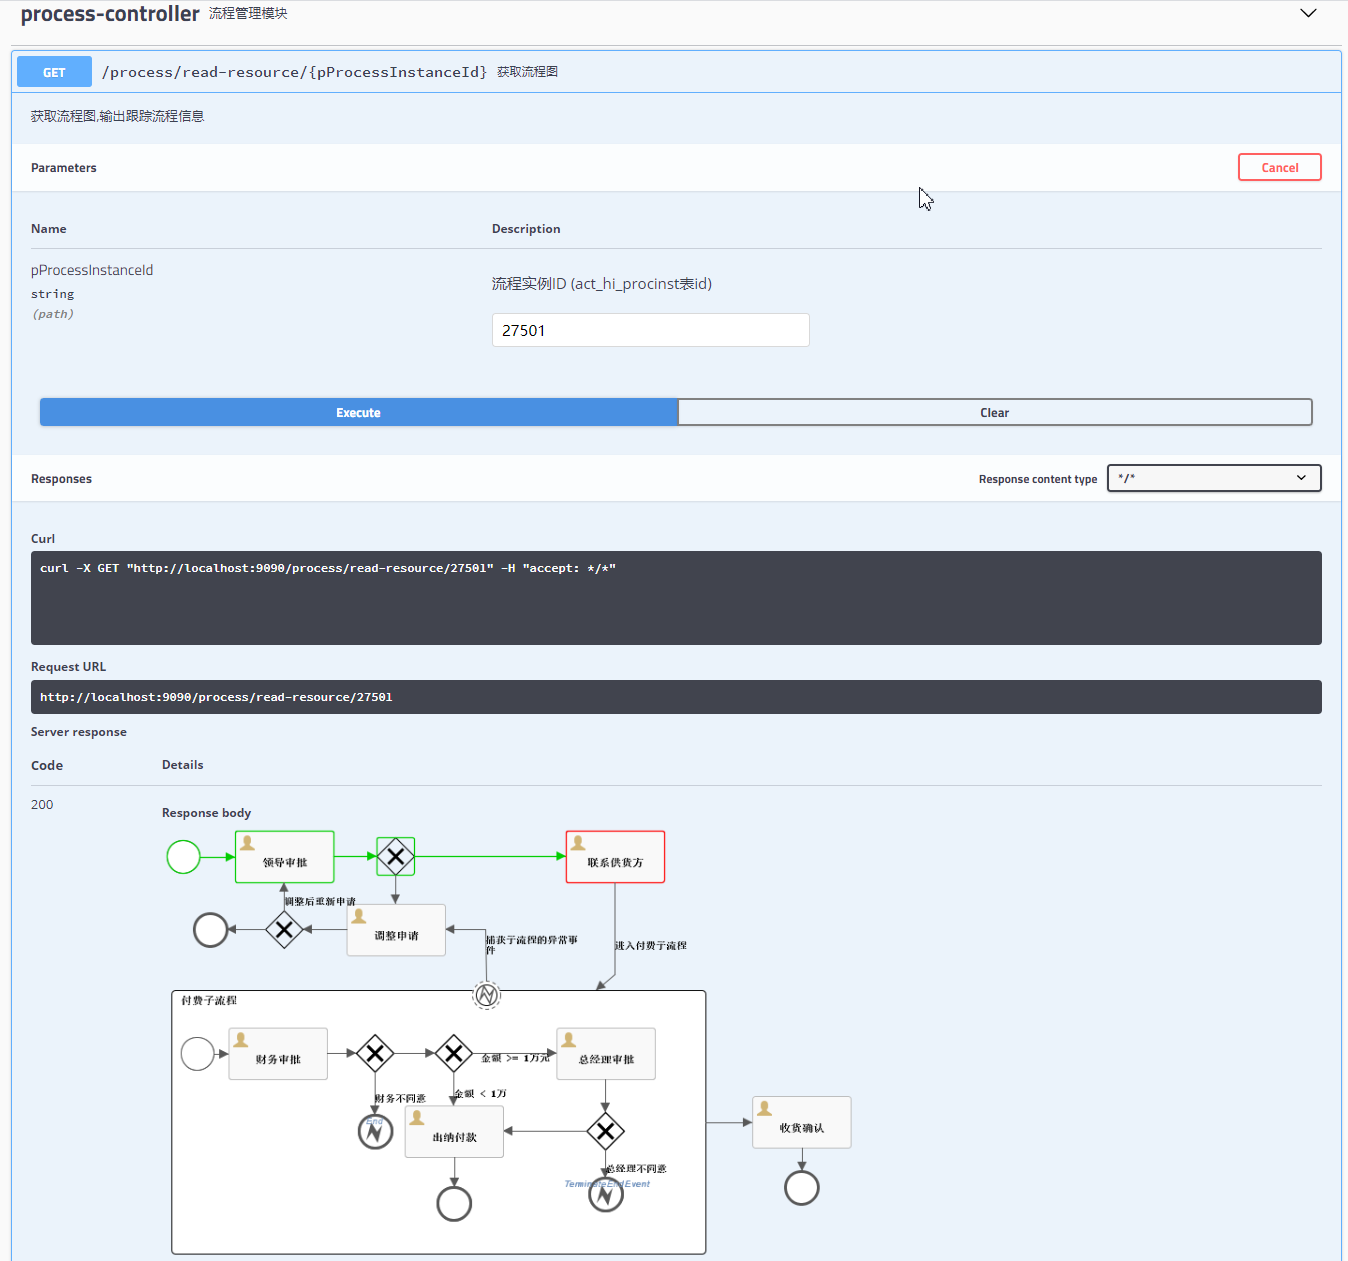 process-controller 流程管理模块
GET /process/read-resource/{pProcessInstanceId} 获取流程图
获取流程图,输出跟踪流程信息
Parameters Cancel
Name Description
pProcessInstanceId
string
(path)
流程实例ID (act_hi_procinst表id)
27501
Execute Clear
Responses Response content type */*
Curl
curl -X GET "http://localhost:9090/process/read-resource/27501" -H "accept: */*"
Request URL
http://localhost:9090/process/read-resource/27501
Server response
Code Details
200
Response body
领导审批 联系供货方
调整后重新申请
调整申请
捕获子流程的异常事
件
进入付费子流程
付费子流程
财务审批 金额 >= 1万元 总经理审批
财务不同意 金额 < 1万
End
出纳付款
收货确认
总经理不同意
TerminateEndEvent